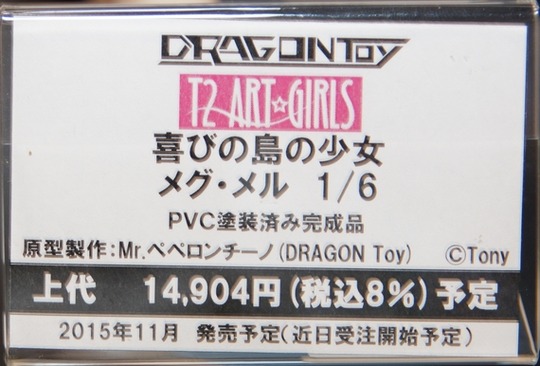 DRAGONTOY
T2 ART☆GIRLS
喜びの島の少女
メグ・メル 1/6
PVC塗装済み完成品
原型製作:Mr.ペペロンチーノ(DRAGON Toy) ©Tony
上代 14,904円(税込8%)予定
2015年11月 発売予定(近日受注開始予定)